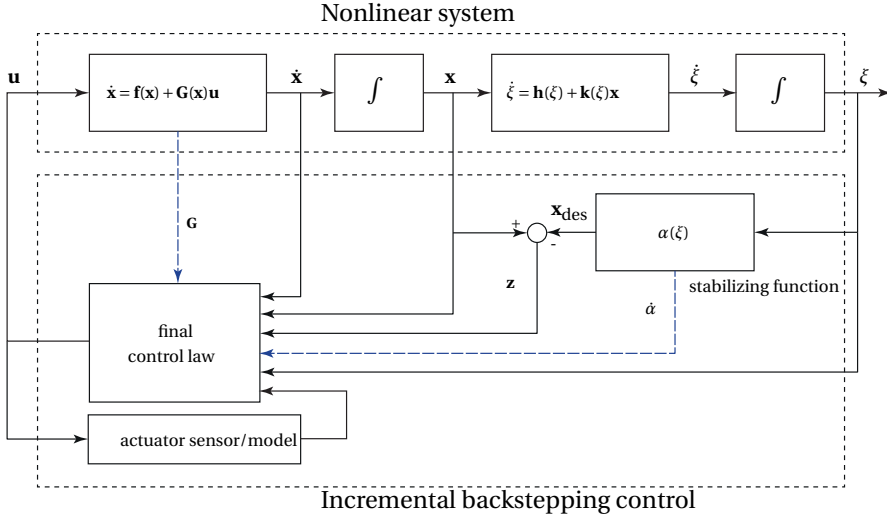 Nonlinear system
u
ẋ = f(x) + G(x)u
ẋ
∫
x
ξ̇ = h(ξ) + k(ξ)x
ξ̇
∫
ξ
G
+
-
x_des
α(ξ)
stabilizing function
z
α̇
final
control law
actuator sensor/model
Incremental backstepping control